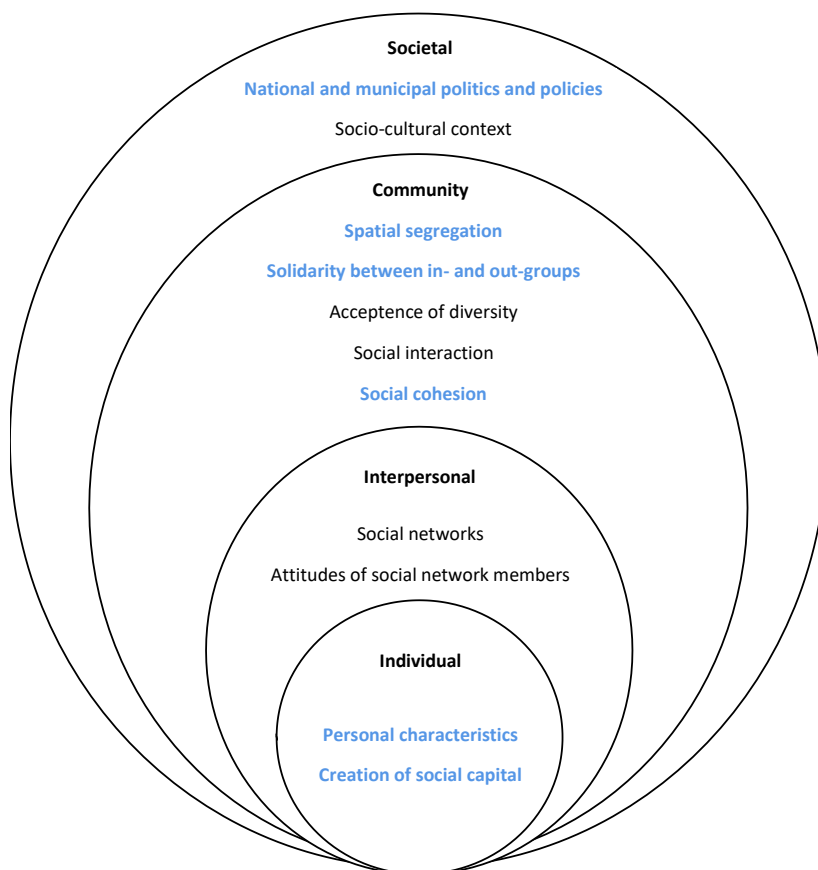 Societal
National and municipal politics and policies
Socio-cultural context
Community
Spatial segregation
Solidarity between in- and out-groups
Acceptence of diversity
Social interaction
Social cohesion
Interpersonal
Social networks
Attitudes of social network members
Individual
Personal characteristics
Creation of social capital